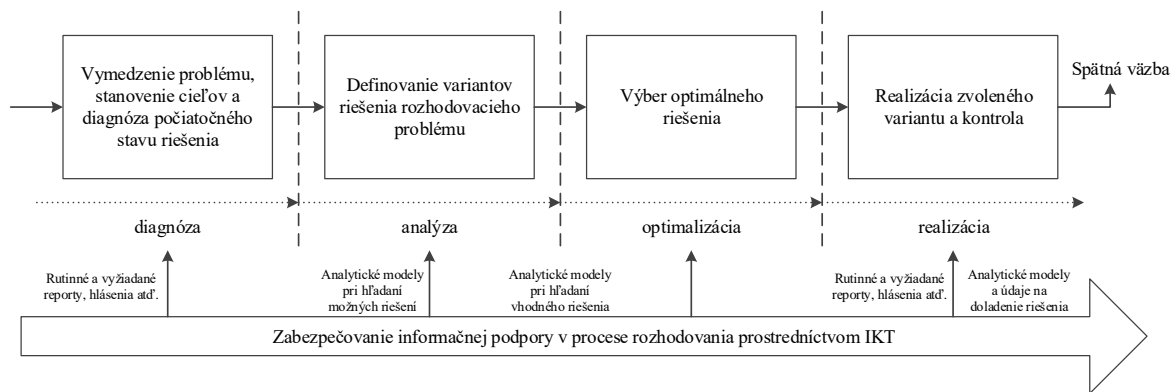 Vymedzenie problému,
stanovenie cieľov a
diagnóza počiatočného
stavu riešenia
Definovanie variantov
riešenia rozhodovacieho
problému
Výber optimálneho
riešenia
Realizácia zvoleného
variantu a kontrola
Spätná väzba
diagnóza
analýza
optimalizácia
realizácia
Rutinné a vyžiadané
reporty, hlásenia atď.
Analytické modely
pri hľadaní
možných riešení
Analytické modely
pri hľadaní
vhodného riešenia
Rutinné a vyžiadané
reporty, hlásenia atď.
Analytické modely
a údaje na
doladenie riešenia
Zabezpečovanie informačnej podpory v procese rozhodovania prostredníctvom IKT